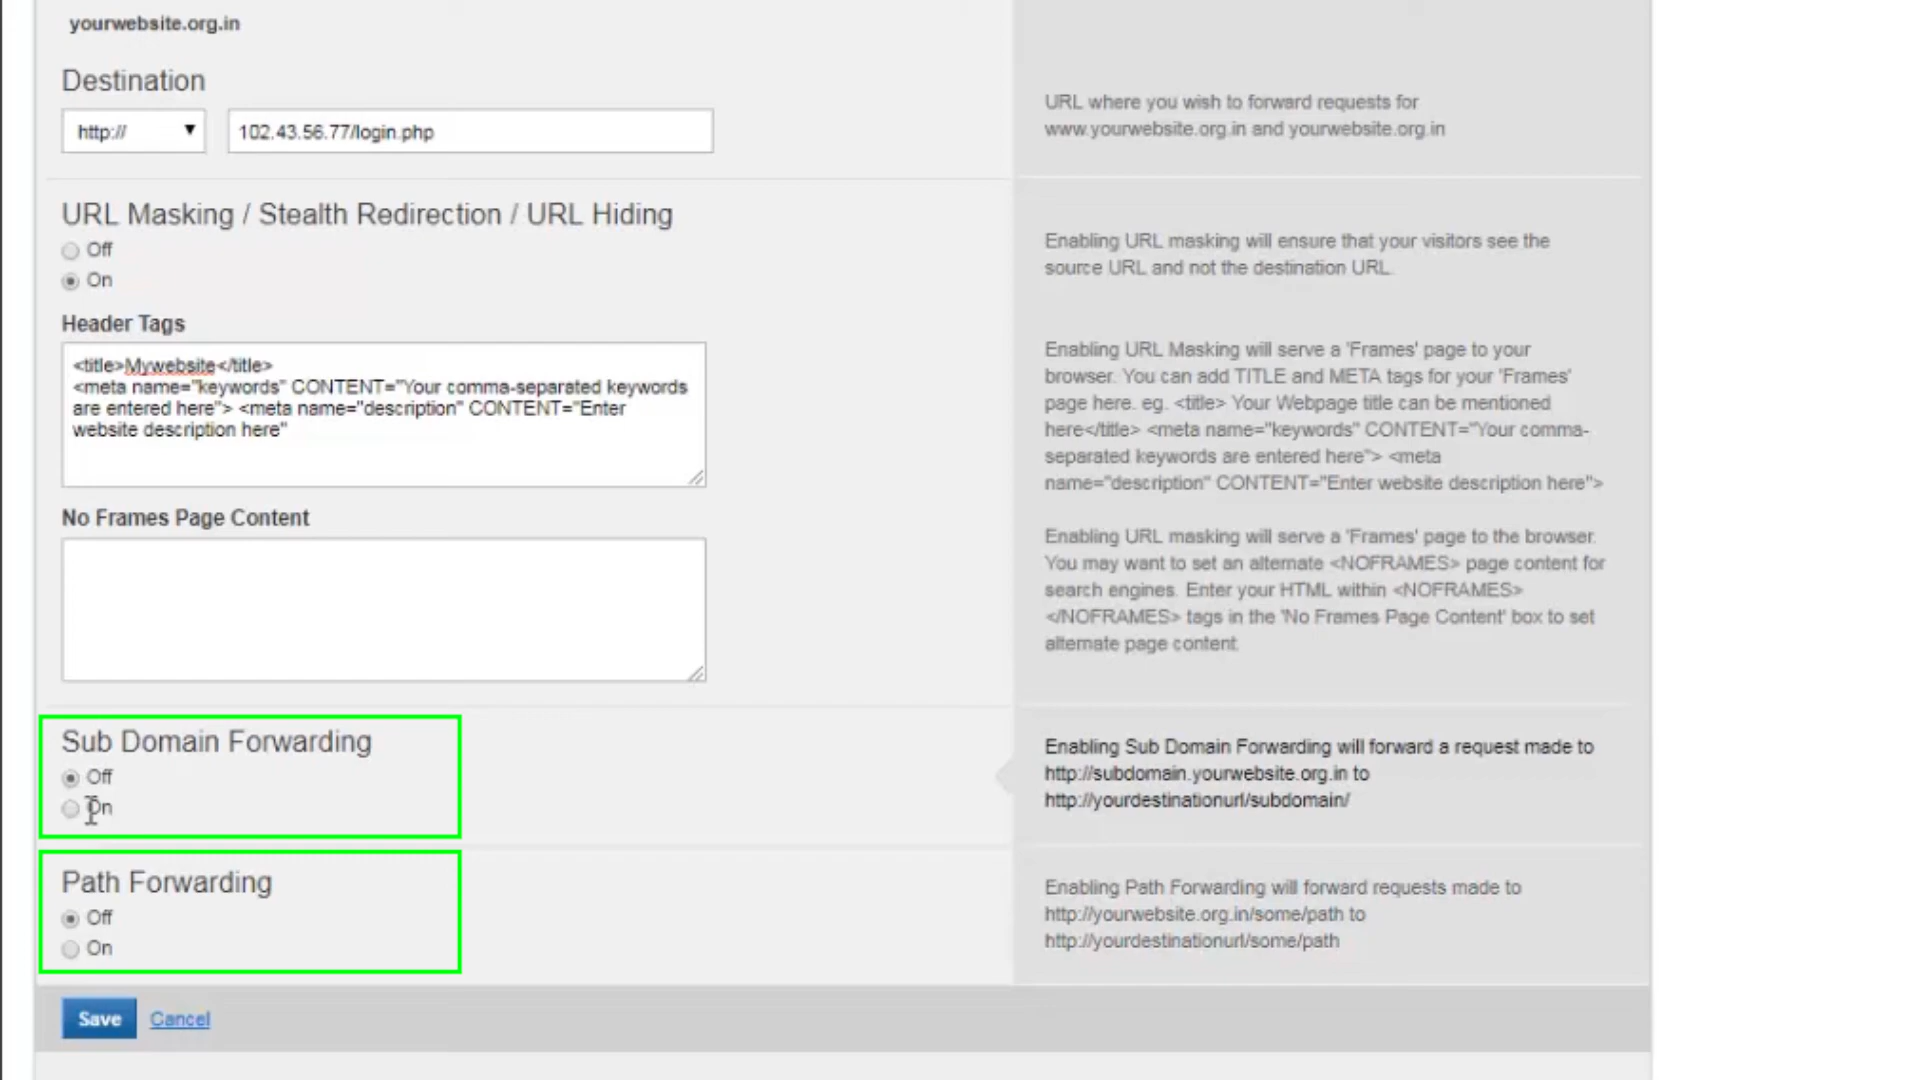 yourwebsite.org.in
Destination
http://
102.43.56.77/login.php
URL where you wish to forward requests for
www.yourwebsite.org.in and yourwebsite.org.in
URL Masking / Stealth Redirection / URL Hiding
Off
On
Enabling URL masking will ensure that your visitors see the
source URL and not the destination URL.
Header Tags
<title>Mywebsite</title>
<meta name="keywords" CONTENT="Your comma-separated keywords
are entered here"> <meta name="description" CONTENT="Enter
website description here"
Enabling URL Masking will serve a 'Frames' page to your
browser. You can add TITLE and META tags for your 'Frames'
page here. eg. <title> Your Webpage title can be mentioned
here</title> <meta name="keywords" CONTENT="Your comma-
separated keywords are entered here"> <meta
name="description" CONTENT="Enter website description here">
No Frames Page Content
Enabling URL masking will serve a 'Frames' page to the browser.
You may want to set an alternate <NOFRAMES> page content for
search engines. Enter your HTML within <NOFRAMES>
</NOFRAMES> tags in the 'No Frames Page Content' box to set
alternate page content.
Sub Domain Forwarding
Off
On
Enabling Sub Domain Forwarding will forward a request made to
http://subdomain.yourwebsite.org.in to
http://yourdestinationurl/subdomain/
Path Forwarding
Off
On
Enabling Path Forwarding will forward requests made to
http://yourwebsite.org.in/some/path to
http://yourdestinationurl/some/path
Save
Cancel